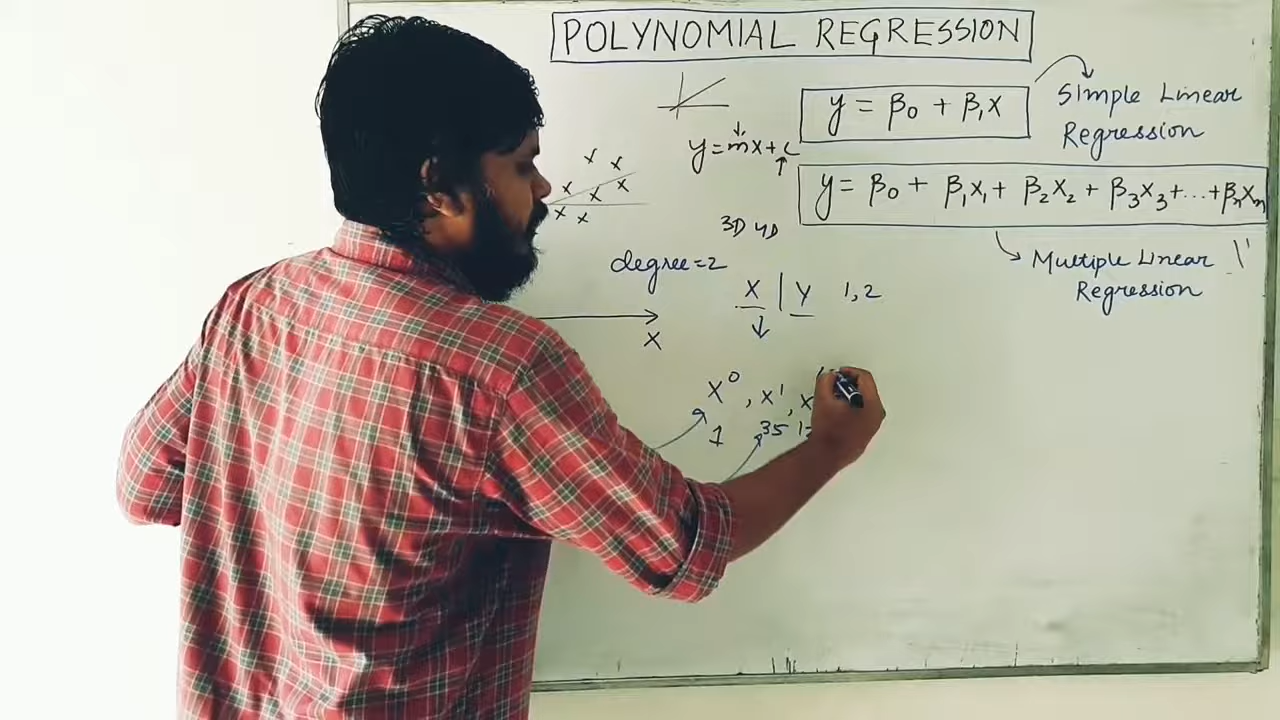 POLYNOMIAL REGRESSION
y = β₀ + β₁x
Simple Linear
Regression
y=mx+c
y = β₀ + β₁x₁ + β₂x₂ + β₃x₃+...+βₙxₙ
3D 4D
Multiple Linear
Regression
degree=2
X | Y 1,2
X
x⁰, x¹, x
1 35